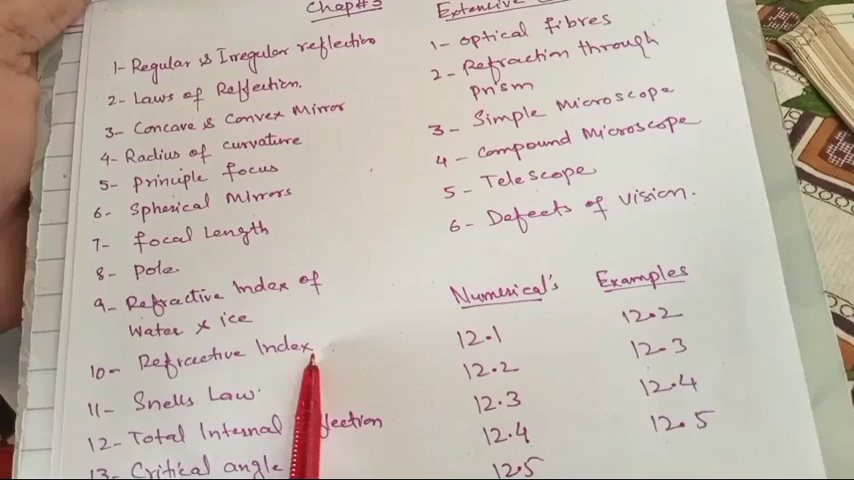 Chap#3
1- Regular & Irregular reflection
2- Laws of Reflection.
3- Concave & Convex Mirror
4- Radius of curvature
5- principle focus
6- Spherical Mirrors
7- focal Length
8- Pole.
9- Refractive Index of
Water x ice
10- Refractive Index
11- Snells Law.
12- Total Internal
13- Critical angle
Extensive
1- optical fibres
2- Refraction through
prism
3- Simple Microscope
4- Compound Microscope
5- Telescope
6- Defects of vision.
Numerical's
12.1
12.2
12.3
12.4
12.5
Examples
12.2
12.3
12.4
12.5